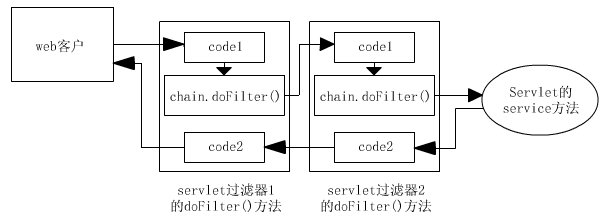 web客户
code1
chain.doFilter()
code2
servlet过滤器1
的doFilter()方法
code1
chain.doFilter()
code2
servlet过滤器2
的doFilter()方法
Servlet的
service方法